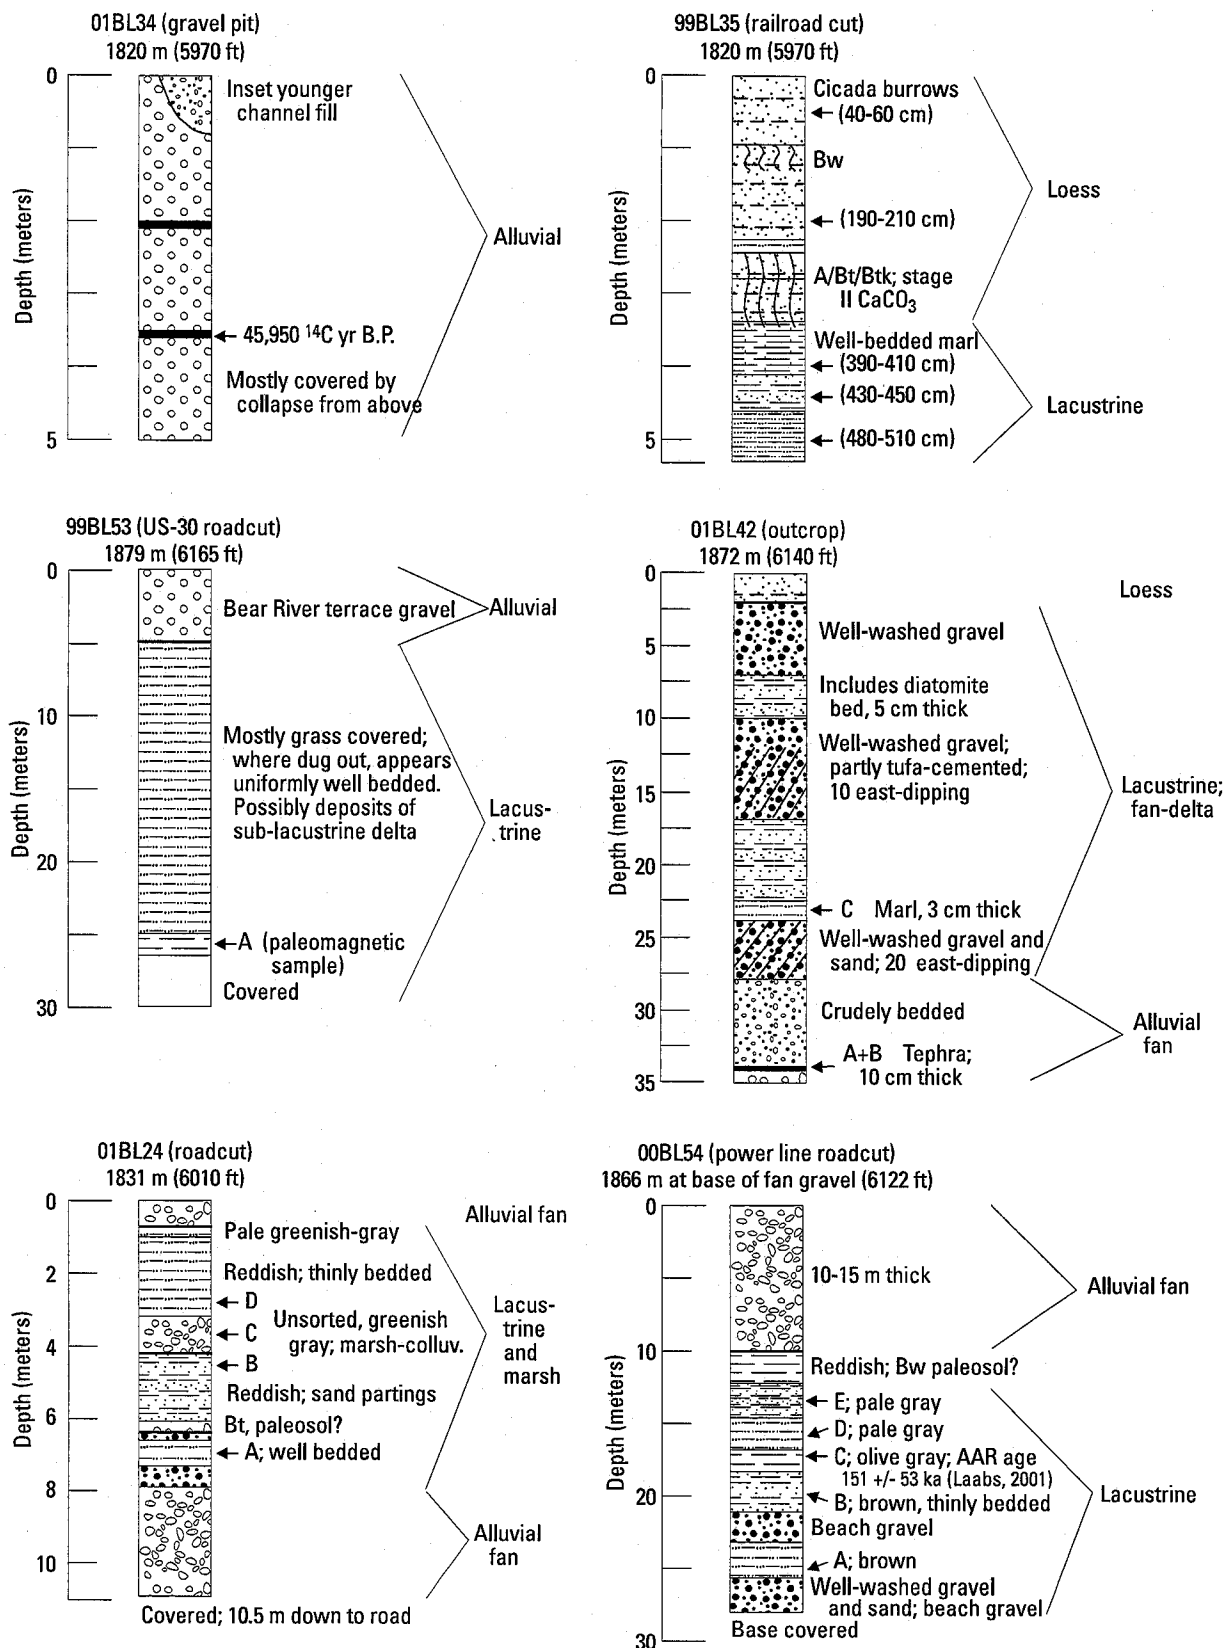 01BL34 (gravel pit)
1820 m (5970 ft)
0
5
Depth (meters)
Inset younger
channel fill
45,950 ¹⁴C yr B.P.
Mostly covered by
collapse from above
Alluvial
99BL35 (railroad cut)
1820 m (5970 ft)
0
5
Depth (meters)
Cicada burrows
(40-60 cm)
Bw
(190-210 cm)
A/Bt/Btk; stage
II CaCO₃
Well-bedded marl
(390-410 cm)
(430-450 cm)
(480-510 cm)
Loess
Lacustrine
99BL53 (US-30 roadcut)
1879 m (6165 ft)
0
10
20
30
Depth (meters)
Bear River terrace gravel
Mostly grass covered;
where dug out, appears
uniformly well bedded.
Possibly deposits of
sub-lacustrine delta
A (paleomagnetic
sample)
Covered
Alluvial
Lacus-
trine
01BL42 (outcrop)
1872 m (6140 ft)
0
5
10
15
20
25
30
35
Depth (meters)
Well-washed gravel
Includes diatomite
bed, 5 cm thick
Well-washed gravel;
partly tufa-cemented;
10 east-dipping
C Marl, 3 cm thick
Well-washed gravel and
sand; 20 east-dipping
Crudely bedded
A+B Tephra;
10 cm thick
Loess
Lacustrine;
fan-delta
Alluvial
fan
01BL24 (roadcut)
1831 m (6010 ft)
0
2
4
6
8
10
Depth (meters)
Pale greenish-gray
Reddish; thinly bedded
D
C Unsorted, greenish
gray; marsh-colluv.
B
Reddish; sand partings
Bt, paleosol?
A; well bedded
Covered; 10.5 m down to road
Alluvial fan
Lacus-
trine
and
marsh
Alluvial
fan
00BL54 (power line roadcut)
1866 m at base of fan gravel (6122 ft)
0
10
20
30
Depth (meters)
10-15 m thick
Reddish; Bw paleosol?
E; pale gray
D; pale gray
C; olive gray; AAR age
151 +/- 53 ka (Laabs, 2001)
B; brown, thinly bedded
Beach gravel
A; brown
Well-washed gravel
and sand; beach gravel
Base covered
Alluvial fan
Lacustrine